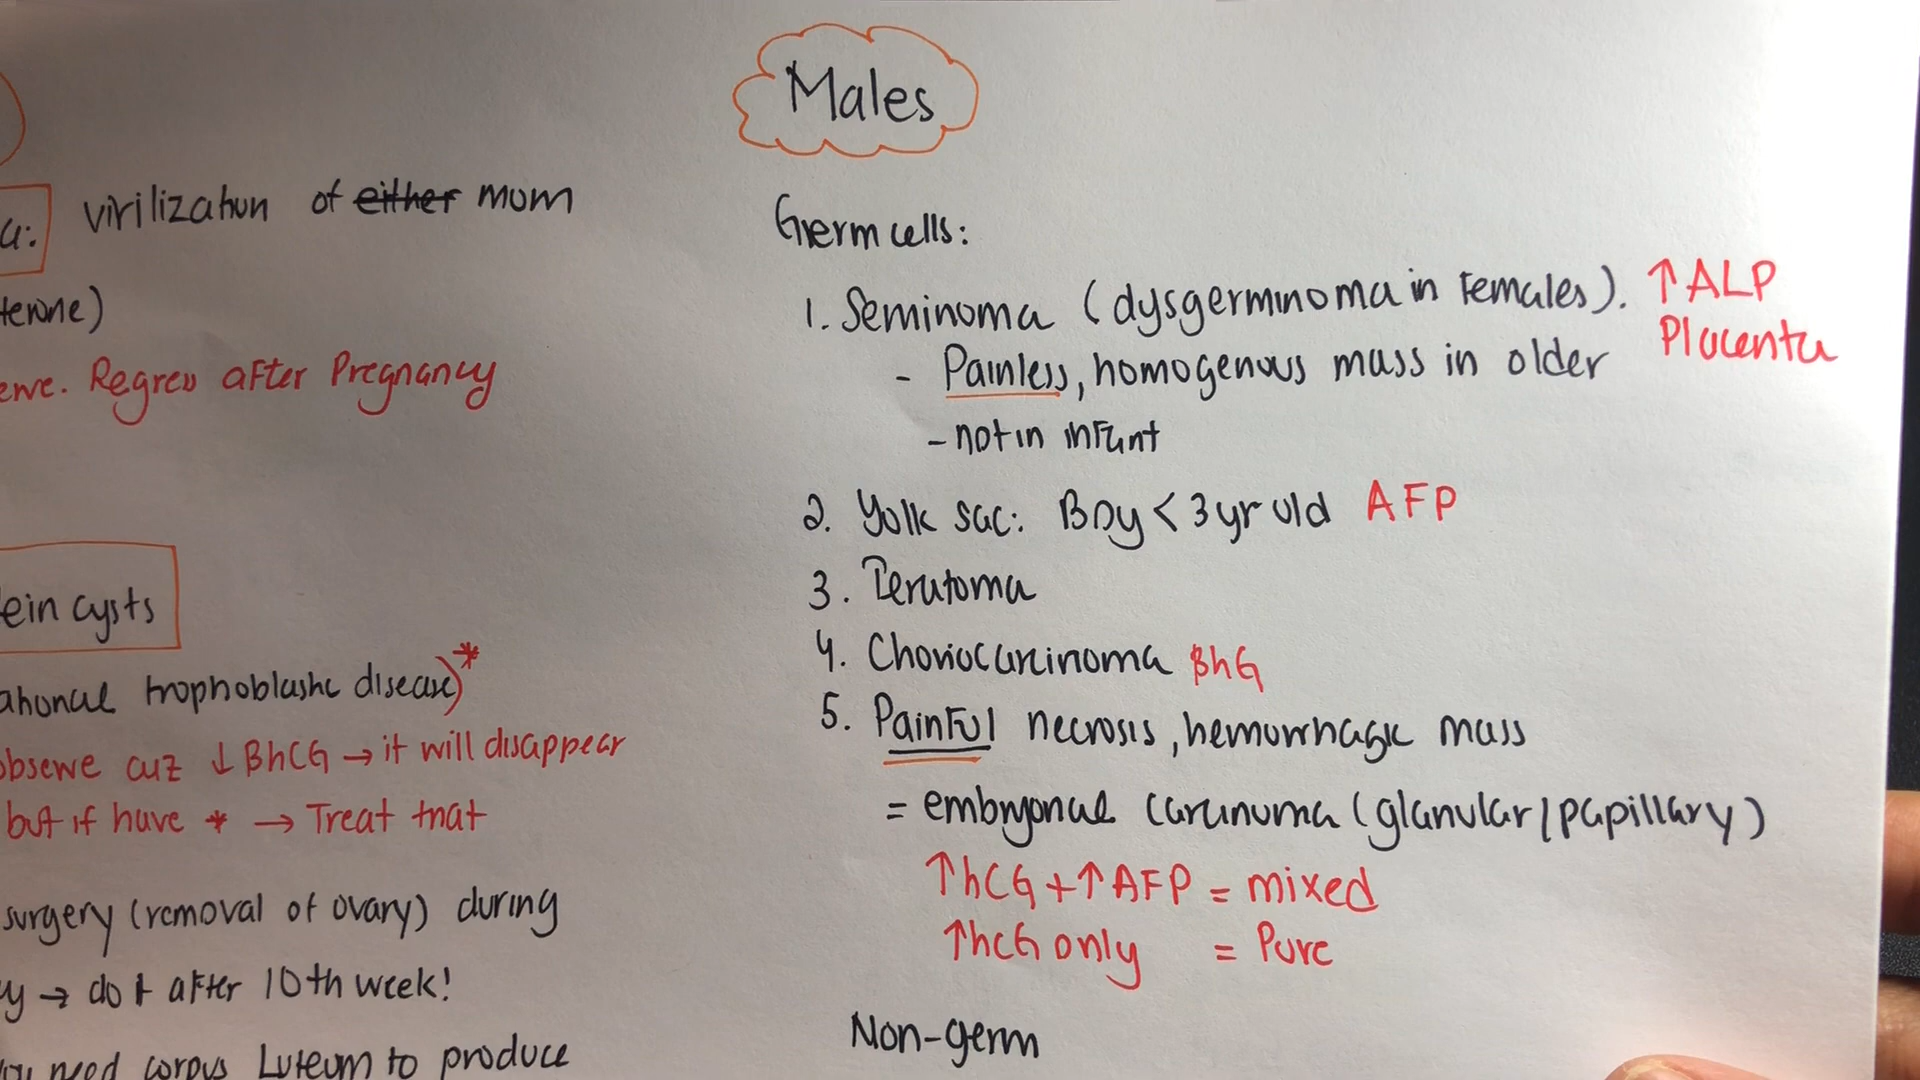 virilization of either mom
terone)
Regress after Pregnancy
ein cysts
trophoblastic disease)*
observe cuz ↓ BhCG → it will disappear
but if have * → Treat that
surgery (removal of ovary) during
y → do it after 10th week!
need corpus Luteum to produce
Males
Germ cells:
1. Seminoma (dysgerminoma in Females). ↑ ALP
Placenta
- Painless, homogenous mass in older
- not in infant
2. Yolk sac: Boy < 3 yr old AFP
3. Teratoma
4. Choriocarcinoma BhG
5. Painful necrosis, hemorrhagic mass
= embryonal carcinoma (glanular/papillary)
↑hCG + ↑AFP = mixed
↑hCG only = Pure
Non-germ